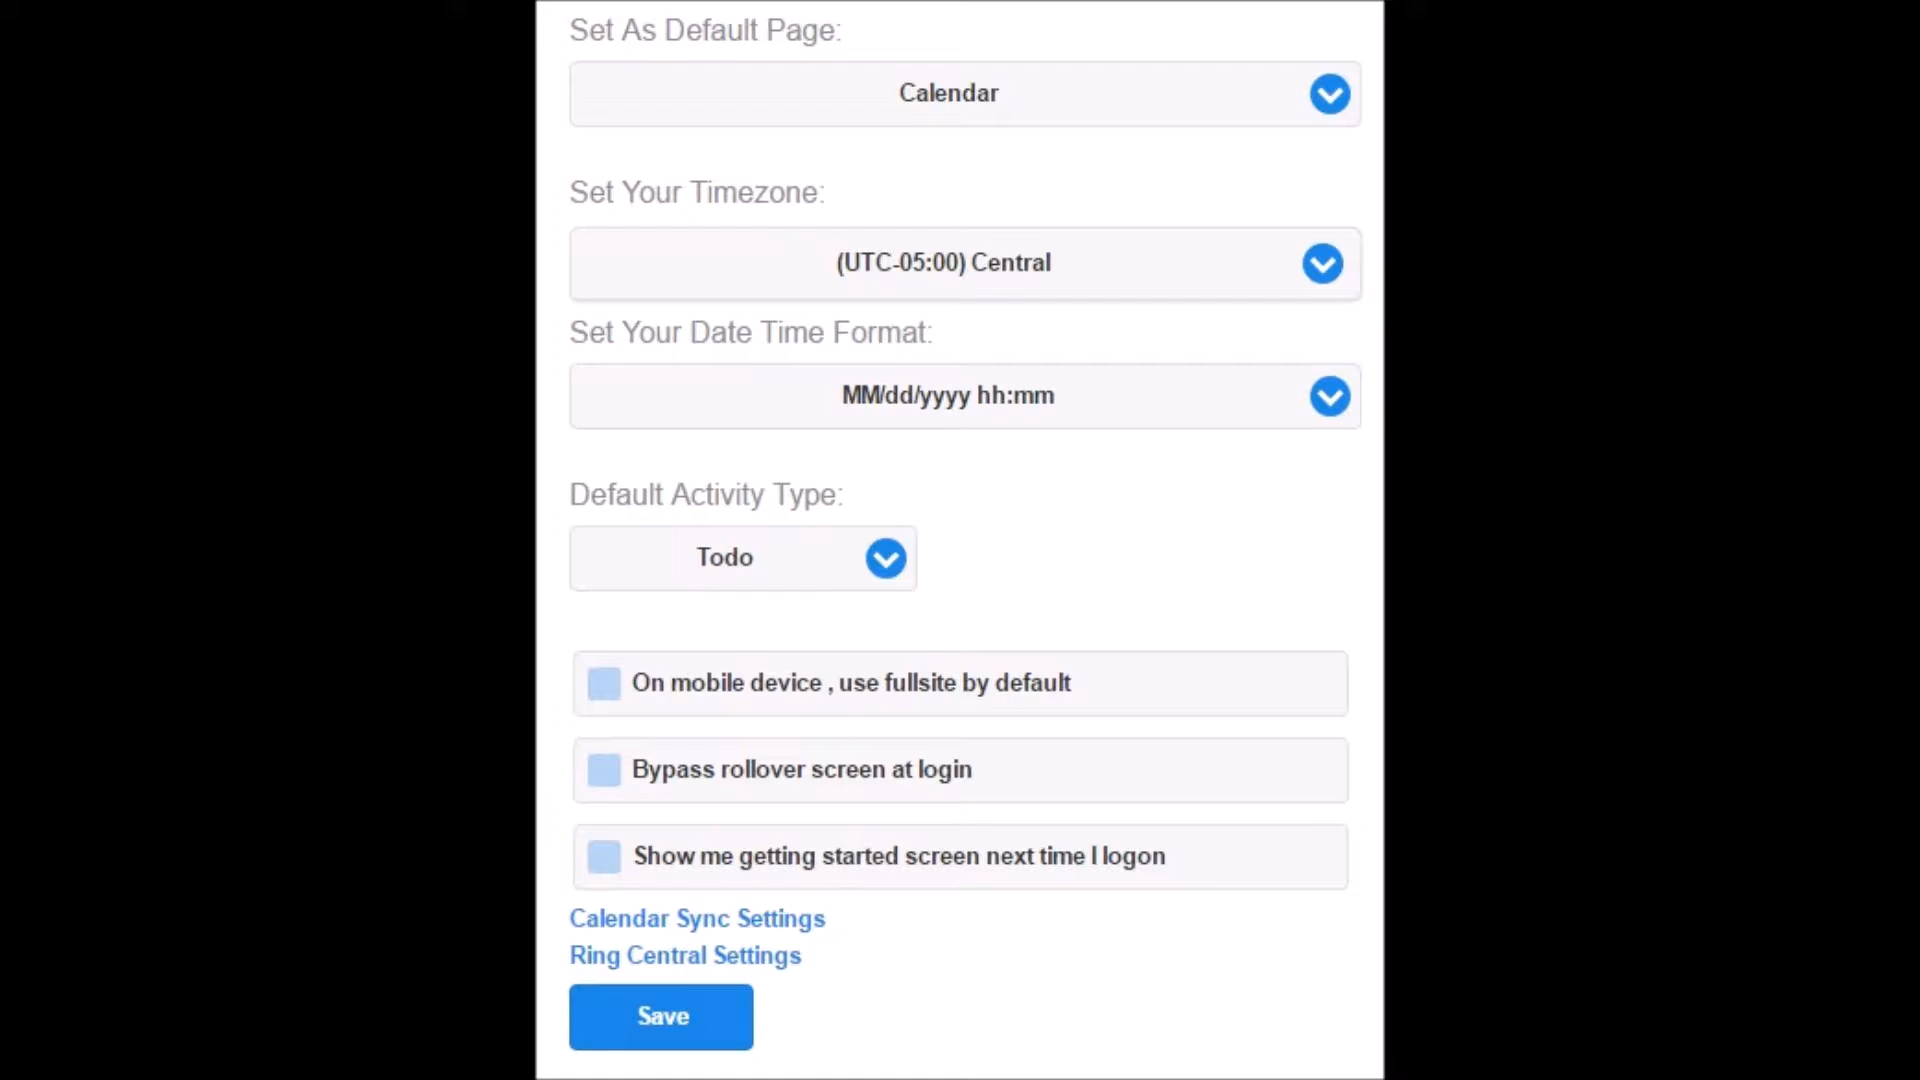 Set As Default Page:
Calendar
Set Your Timezone:
(UTC-05:00) Central
Set Your Date Time Format:
MM/dd/yyyy hh:mm
Default Activity Type:
Todo
On mobile device , use fullsite by default
Bypass rollover screen at login
Show me getting started screen next time I logon
Calendar Sync Settings
Ring Central Settings
Save